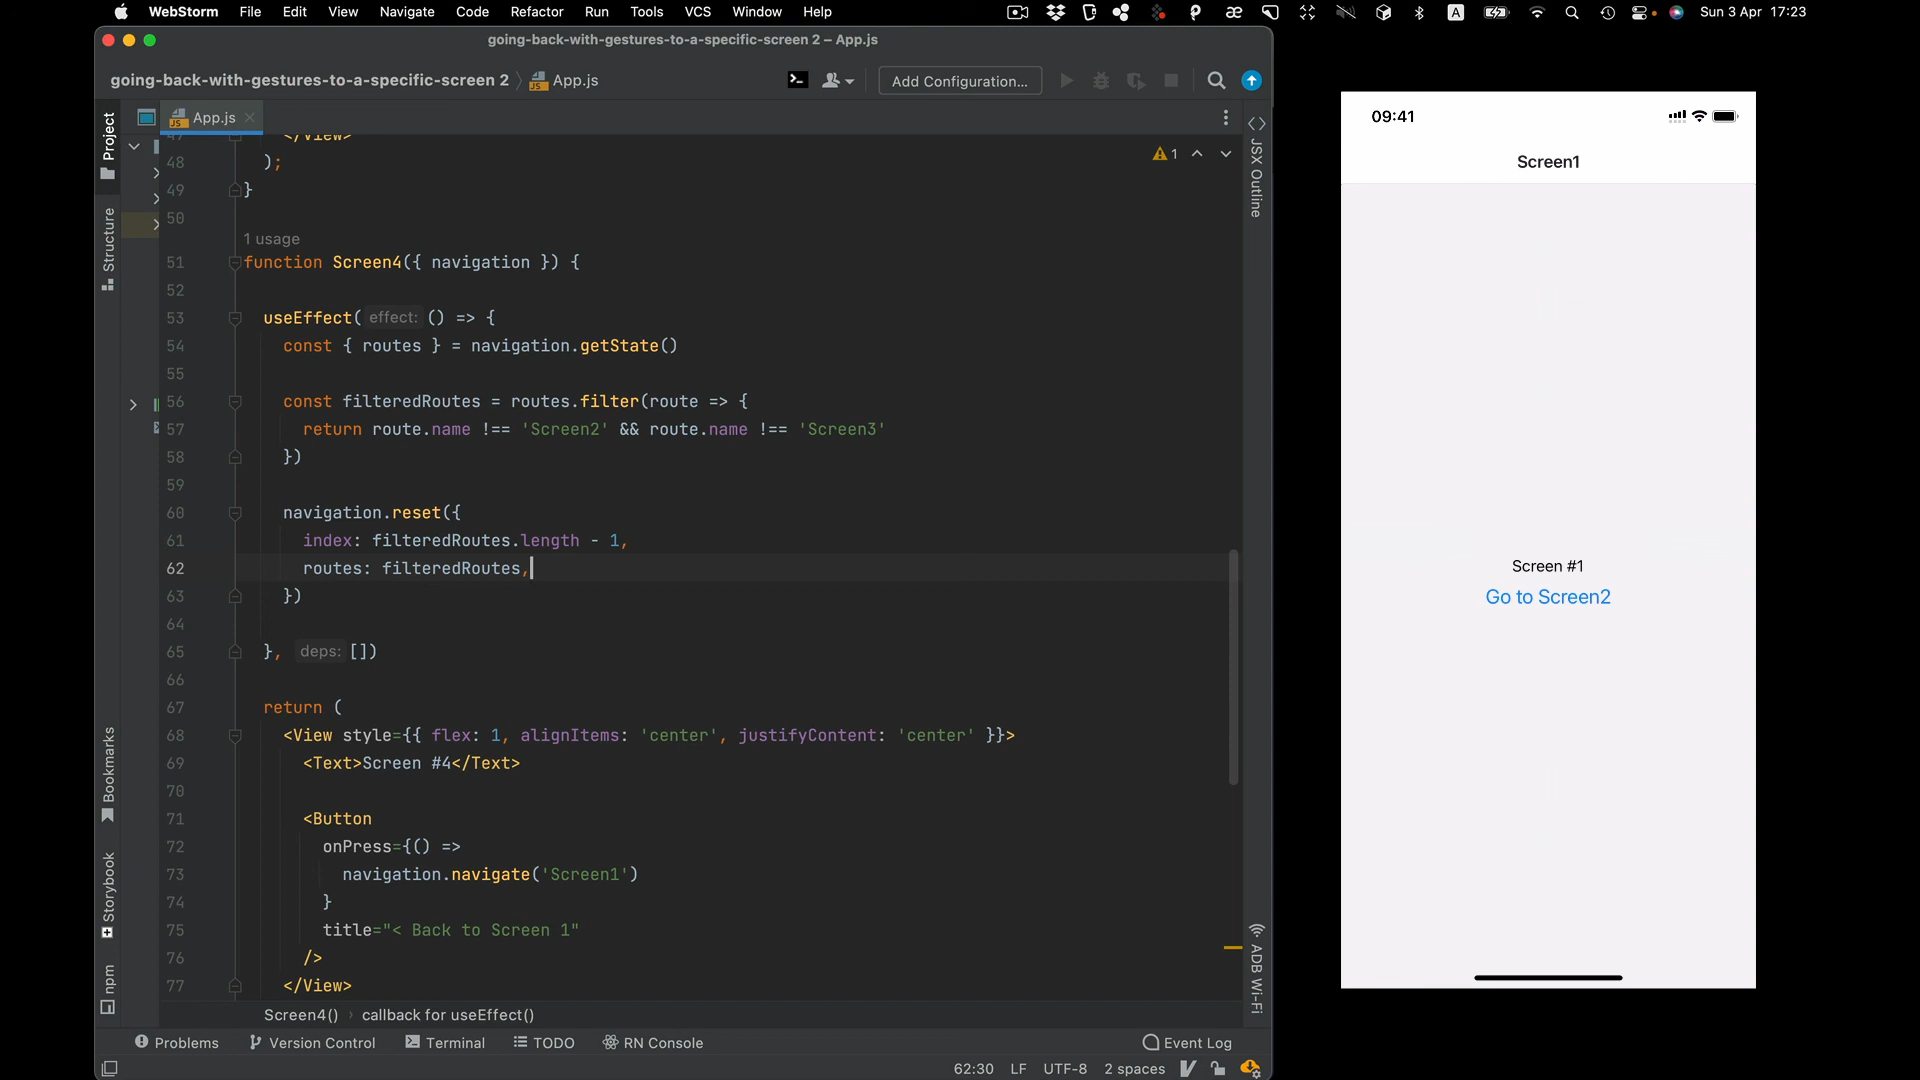 WebStorm File Edit View Navigate Code Refactor Run Tools VCS Window Help A Sun 3 Apr 17:23
going-back-with-gestures-to-a-specific-screen 2 – App.js
going-back-with-gestures-to-a-specific-screen 2 App.js Add Configuration...
Project
Structure
Bookmarks
Storybook
npm
App.js
1
47 </View>
48 );
49 }
50
1 usage
51 function Screen4({ navigation }) {
52
53 useEffect( effect: () => {
54 const { routes } = navigation.getState()
55
56 const filteredRoutes = routes.filter(route => {
57 return route.name !== 'Screen2' && route.name !== 'Screen3'
58 })
59
60 navigation.reset({
61 index: filteredRoutes.length - 1,
62 routes: filteredRoutes,
63 })
64
65 }, deps: [])
66
67 return (
68 <View style={{ flex: 1, alignItems: 'center', justifyContent: 'center' }}>
69 <Text>Screen #4</Text>
70
71 <Button
72 onPress={() =>
73 navigation.navigate('Screen1')
74 }
75 title="< Back to Screen 1"
76 />
77 </View>
JSX Outline
ADB Wi-Fi
Screen4() callback for useEffect()
Problems Version Control Terminal TODO RN Console Event Log
62:30 LF UTF-8 2 spaces
09:41
Screen1
Screen #1
Go to Screen2